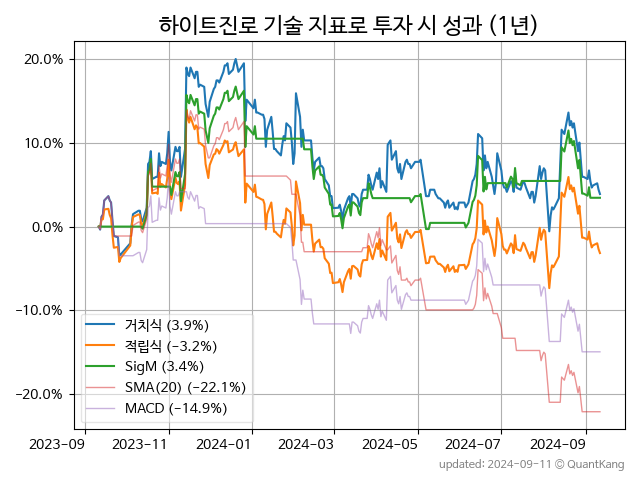 하이트진로 기술 지표로 투자 시 성과 (1년)
20.0%
10.0%
0.0%
−10.0%
−20.0%
거치식 (3.9%)
적립식 (−3.2%)
SigM (3.4%)
SMA(20) (−22.1%)
MACD (−14.9%)
2023-09 2023-11 2024-01 2024-03 2024-05 2024-07 2024-09
updated: 2024-09-11 © QuantKang